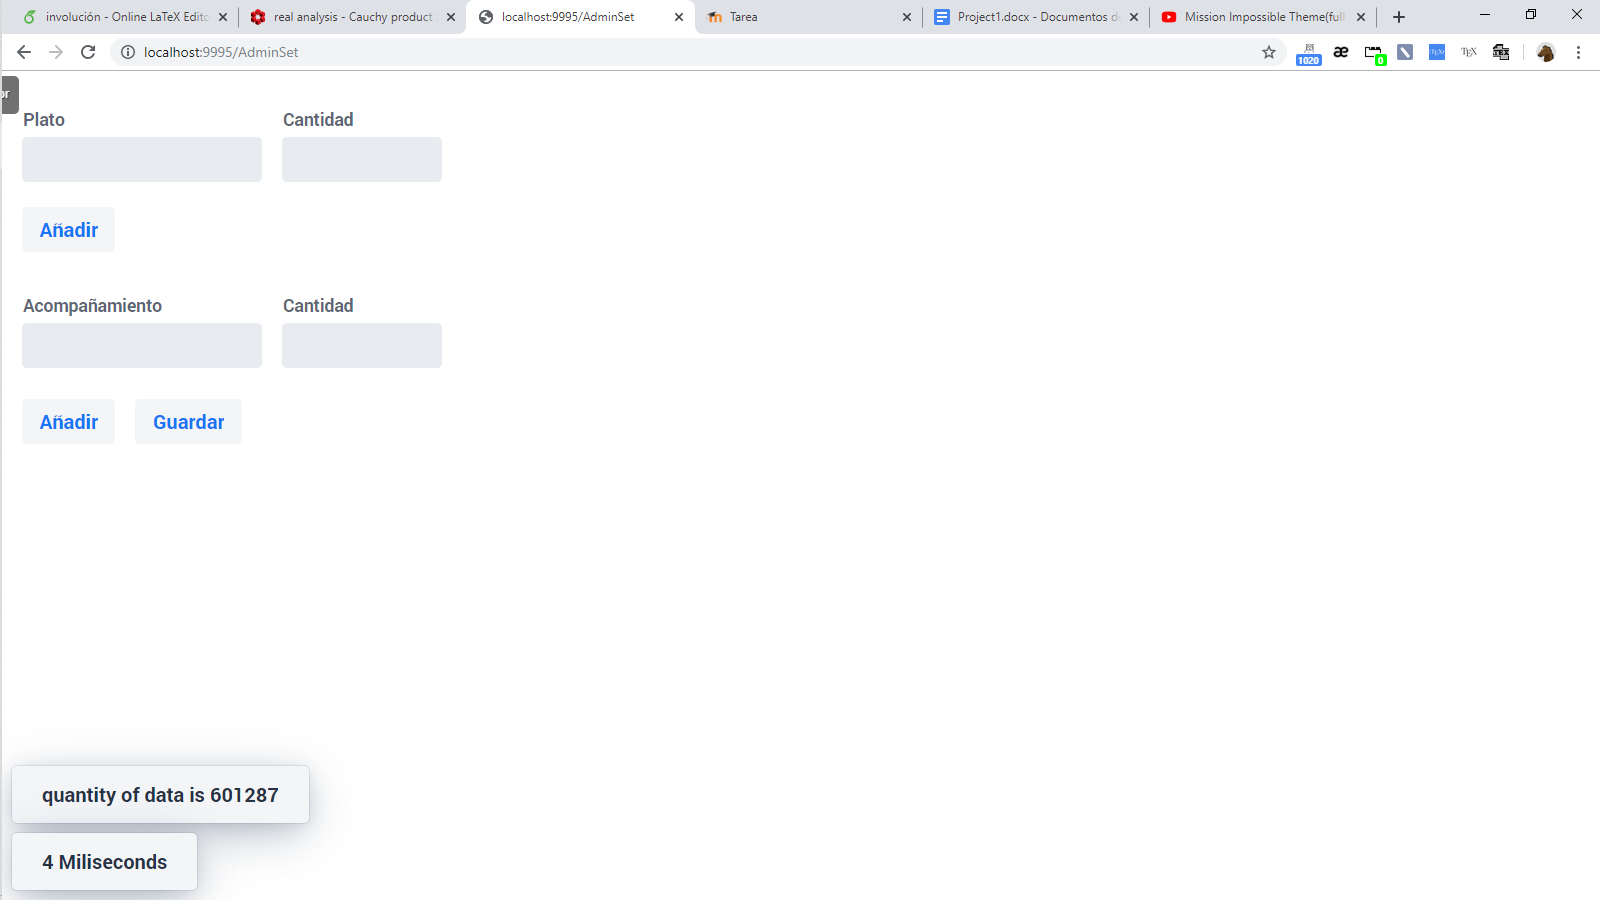 involución - Online LaTeX Edito
real analysis - Cauchy product
localhost:9995/AdminSet
Tarea
Project1.docx - Documentos de
Mission Impossible Theme(full
localhost:9995/AdminSet
1020
æ
0
TEX
or
Plato
Cantidad
Añadir
Acompañamiento
Cantidad
Añadir
Guardar
quantity of data is 601287
4 Miliseconds